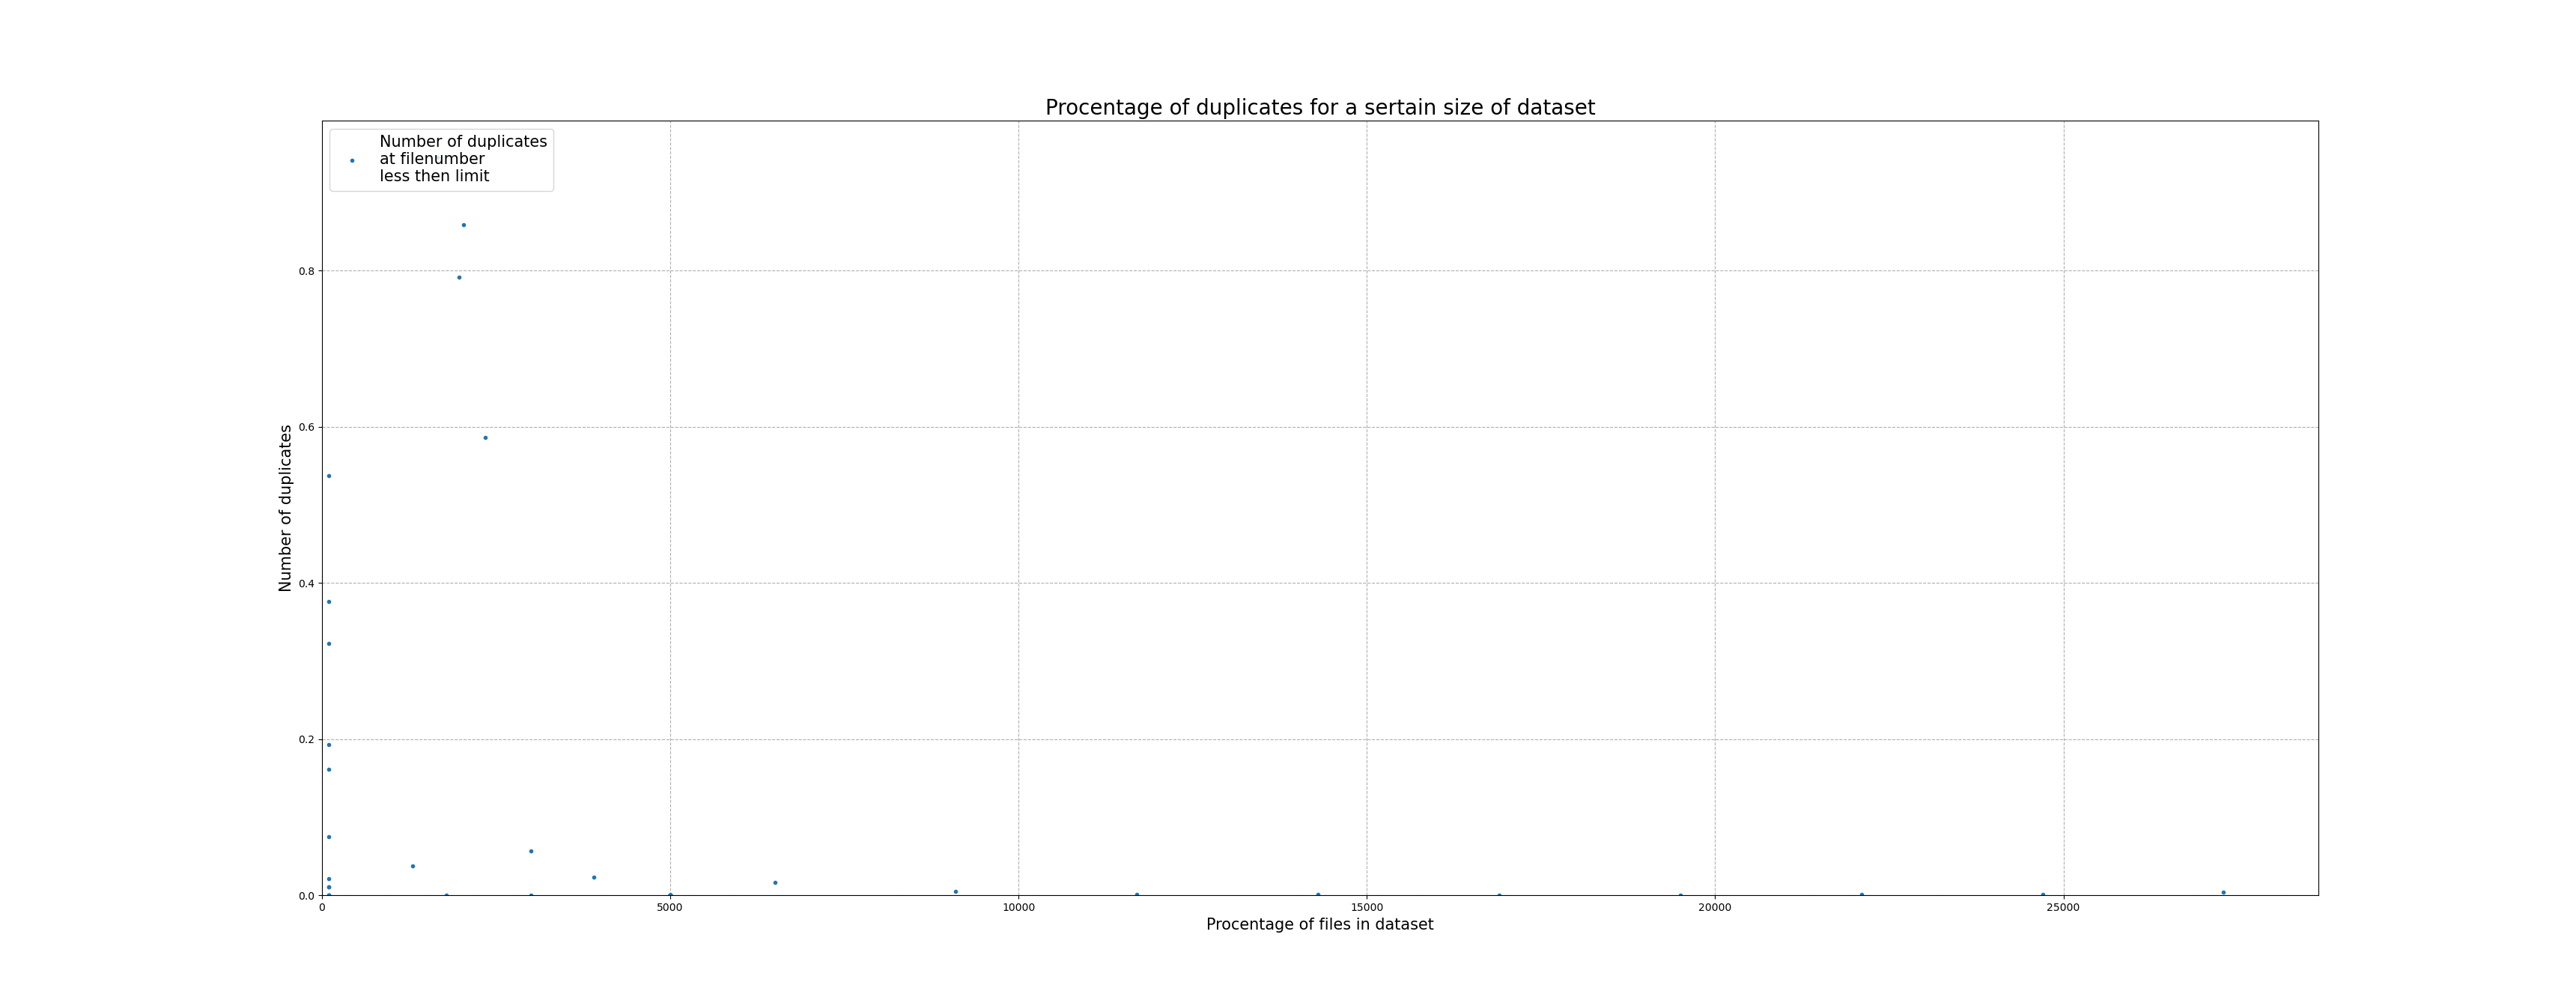 Procentage of duplicates for a sertain size of dataset
Number of duplicates
at filenumber
less then limit
Number of duplicates
0.8
0.6
0.4
0.2
0.0
0
5000
10000
15000
20000
25000
Procentage of files in dataset